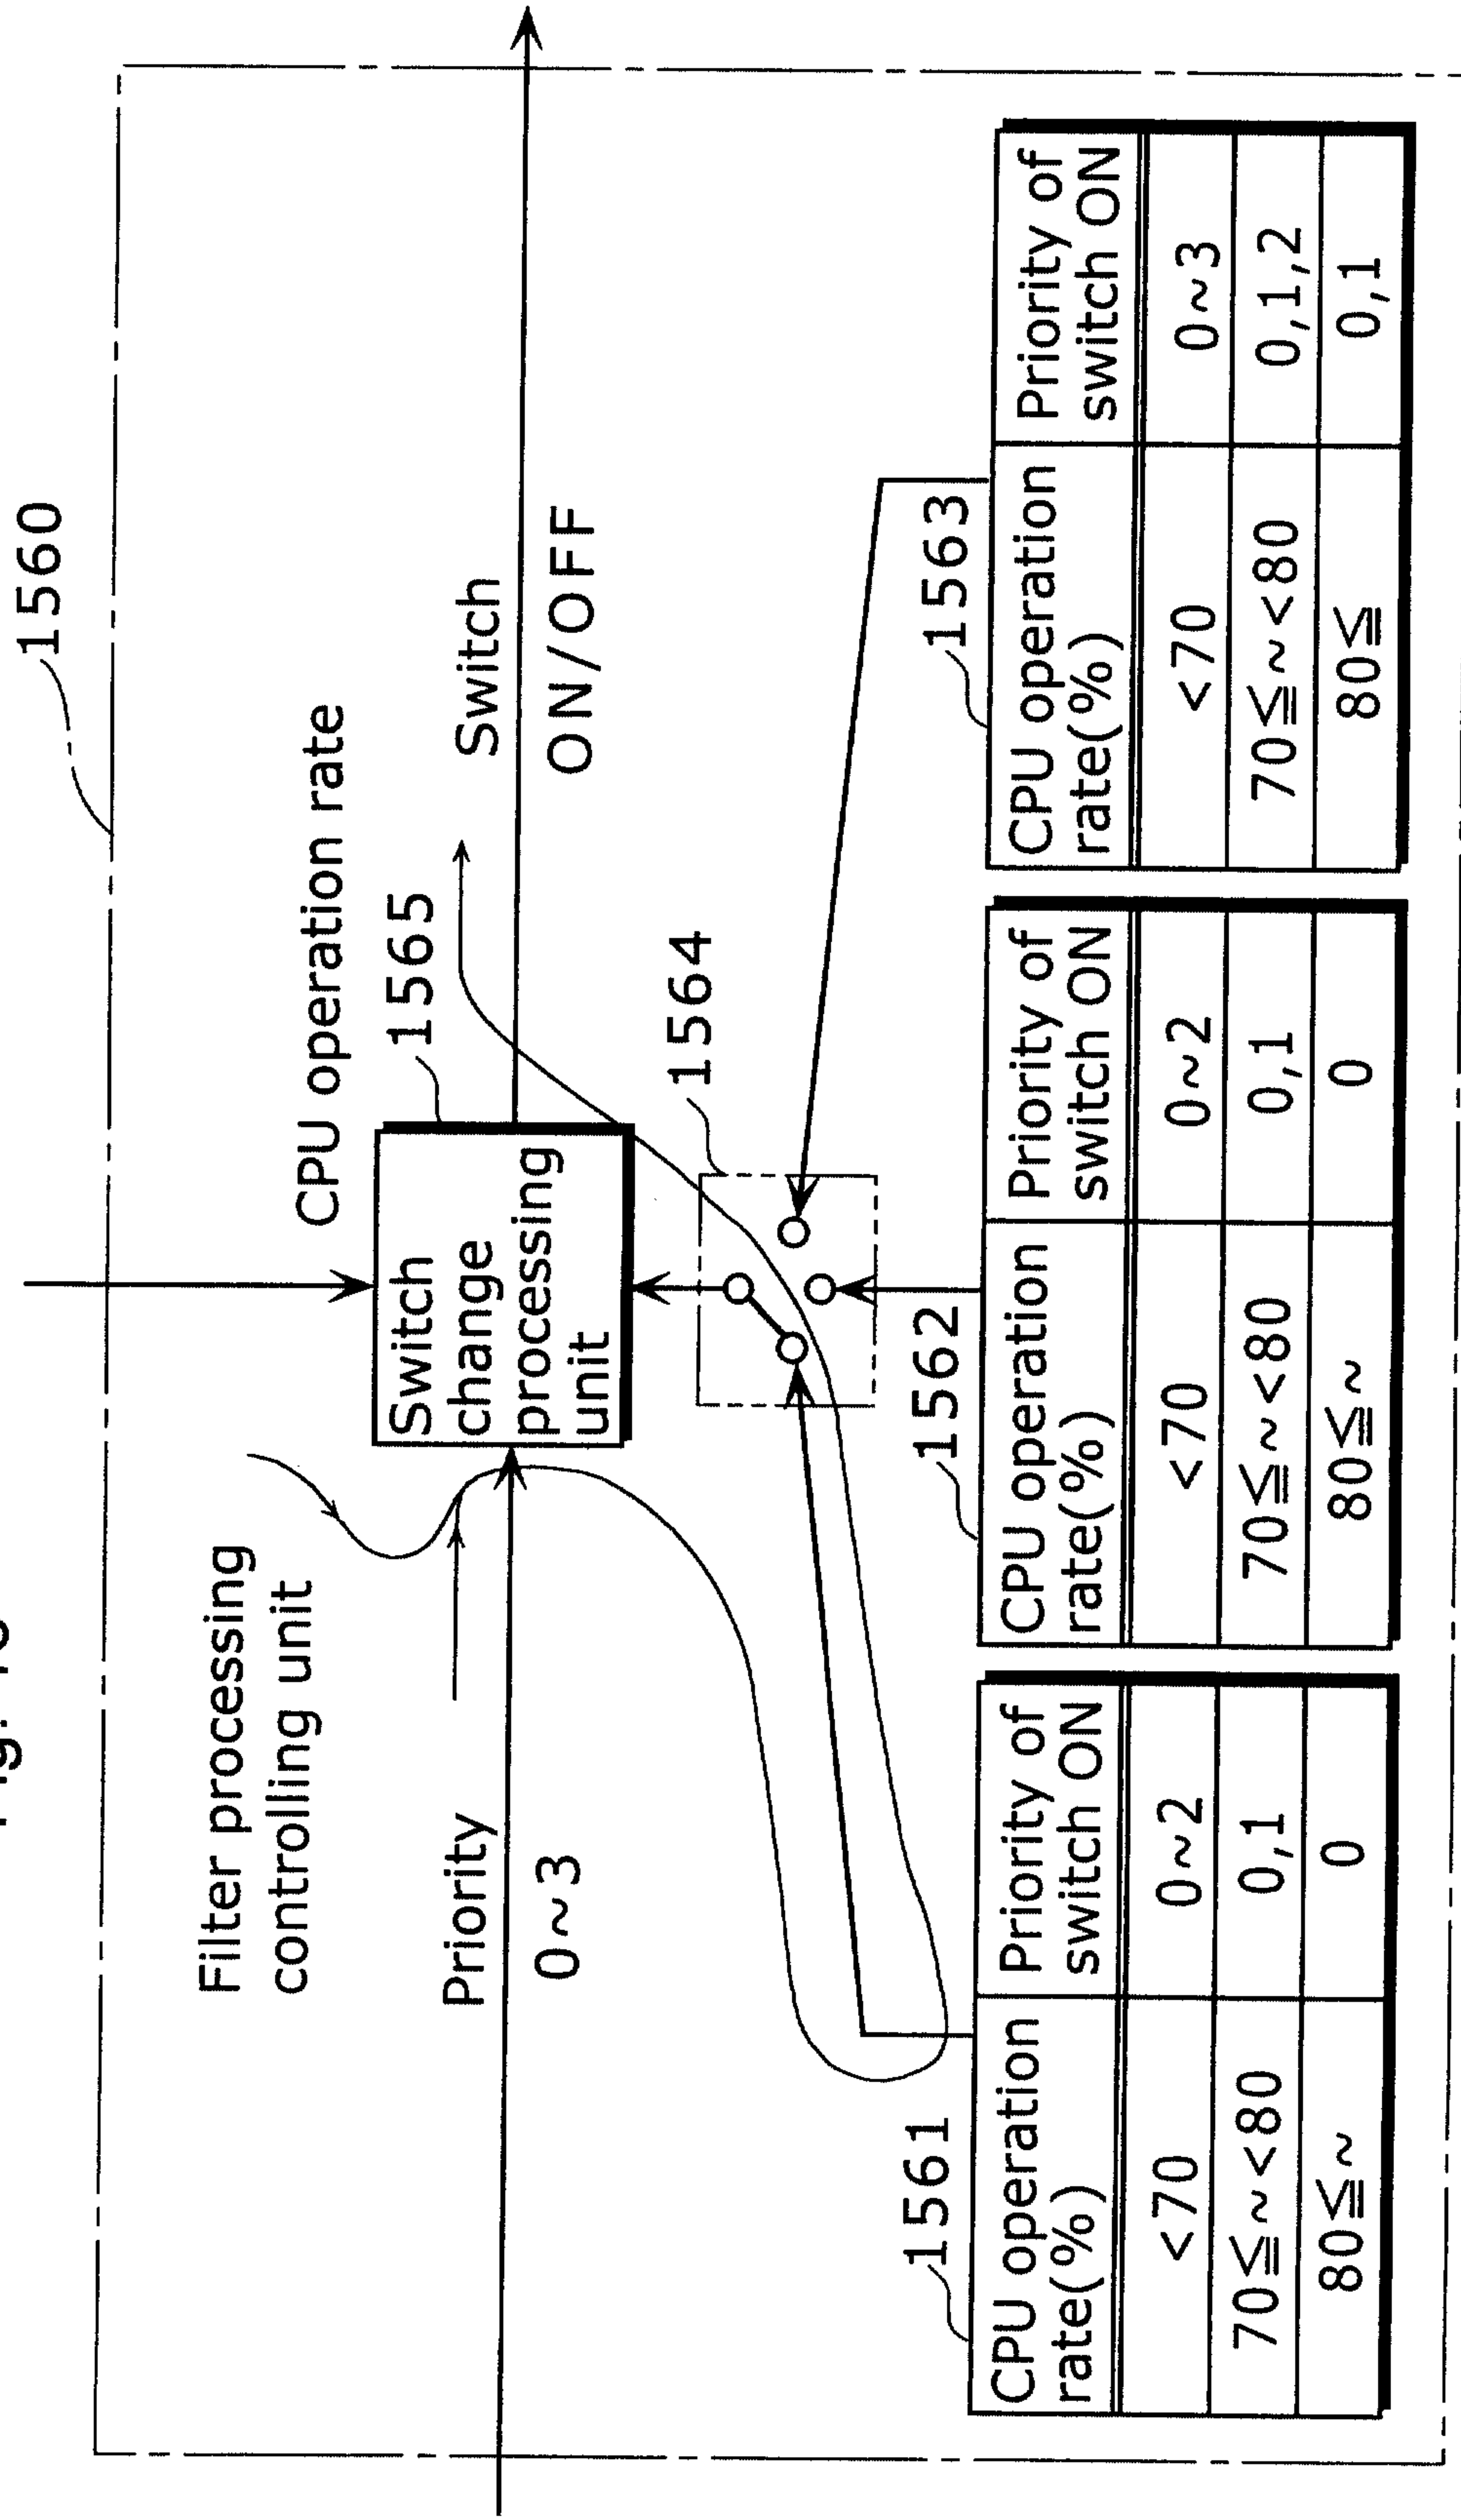 1560
Filter processing
controlling unit
CPU operation rate
Priority
0~3
Switch
change
processing
unit
1565
Switch
ON/OFF
1564
1561
CPU operation
rate(%)
Priority of
switch ON
<70
0~2
70≦~<80
0,1
80≦~
0
1562
CPU operation
rate(%)
Priority of
switch ON
<70
0~2
70≦~<80
0,1
80≦~
0
1563
CPU operation
rate(%)
Priority of
switch ON
<70
0~3
70≦~<80
0,1,2
80≦
0,1